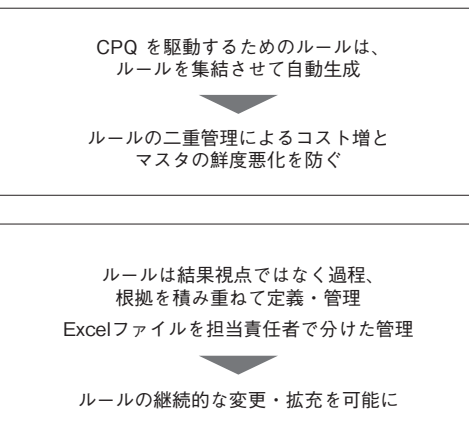 CPQ を駆動するためのルールは、
ルールを集結させて自動生成
ルールの二重管理によるコスト増と
マスタの鮮度悪化を防ぐ
ルールは結果視点ではなく過程、
根拠を積み重ねて定義・管理
Excelファイルを担当責任者で分けた管理
ルールの継続的な変更・拡充を可能に